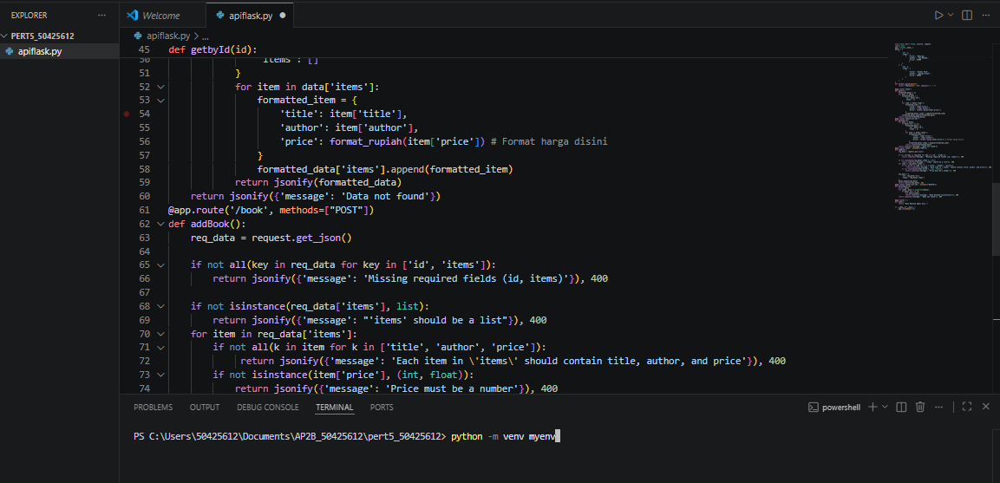 EXPLORER ...
PERT5_50425612
apiflask.py
Welcome apiflask.py
apiflask.py > ...
45 def getbyId(id):
50 'items': []
51 }
52 for item in data['items']:
53 formatted_item = {
54 'title': item['title'],
55 'author': item['author'],
56 'price': format_rupiah(item['price']) # Format harga disini
57 }
58 formatted_data['items'].append(formatted_item)
59 return jsonify(formatted_data)
60 return jsonify({'message': 'Data not found'})
61 @app.route('/book', methods=["POST"])
62 def addBook():
63 req_data = request.get_json()
64
65 if not all(key in req_data for key in ['id', 'items']):
66 return jsonify({'message': 'Missing required fields (id, items)'}), 400
67
68 if not isinstance(req_data['items'], list):
69 return jsonify({'message': "'items' should be a list"}), 400
70 for item in req_data['items']:
71 if not all(k in item for k in ['title', 'author', 'price']):
72 return jsonify({'message': 'Each item in \'items\' should contain title, author, and price'}), 400
73 if not isinstance(item['price'], (int, float)):
74 return jsonify({'message': 'Price must be a number'}), 400
PROBLEMS OUTPUT DEBUG CONSOLE TERMINAL PORTS powershell
PS C:\Users\50425612\Documents\AP2B_50425612\pert5_50425612> python -m venv myenv